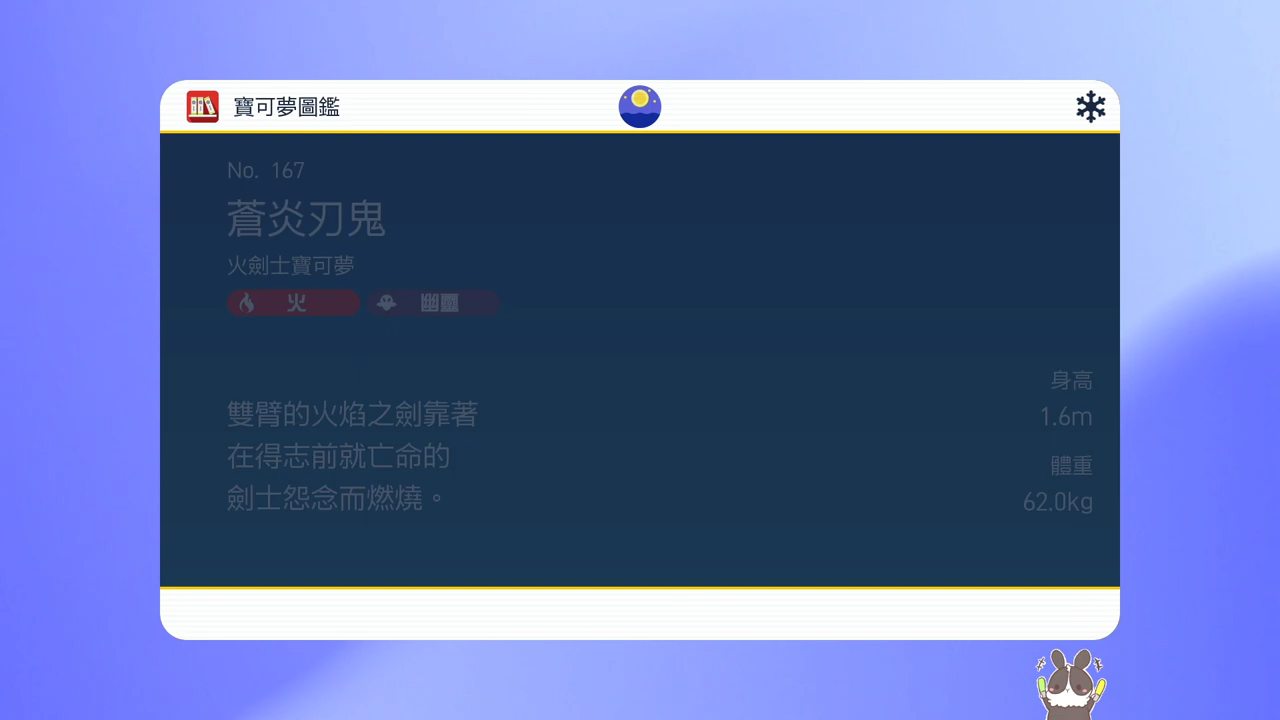 寶可夢圖鑑
No. 167
蒼炎刃鬼
火劍士寶可夢
火 幽靈
雙臂的火焰之劍靠著
在得志前就亡命的
劍士怨念而燃燒。
身高
1.6m
體重
62.0kg